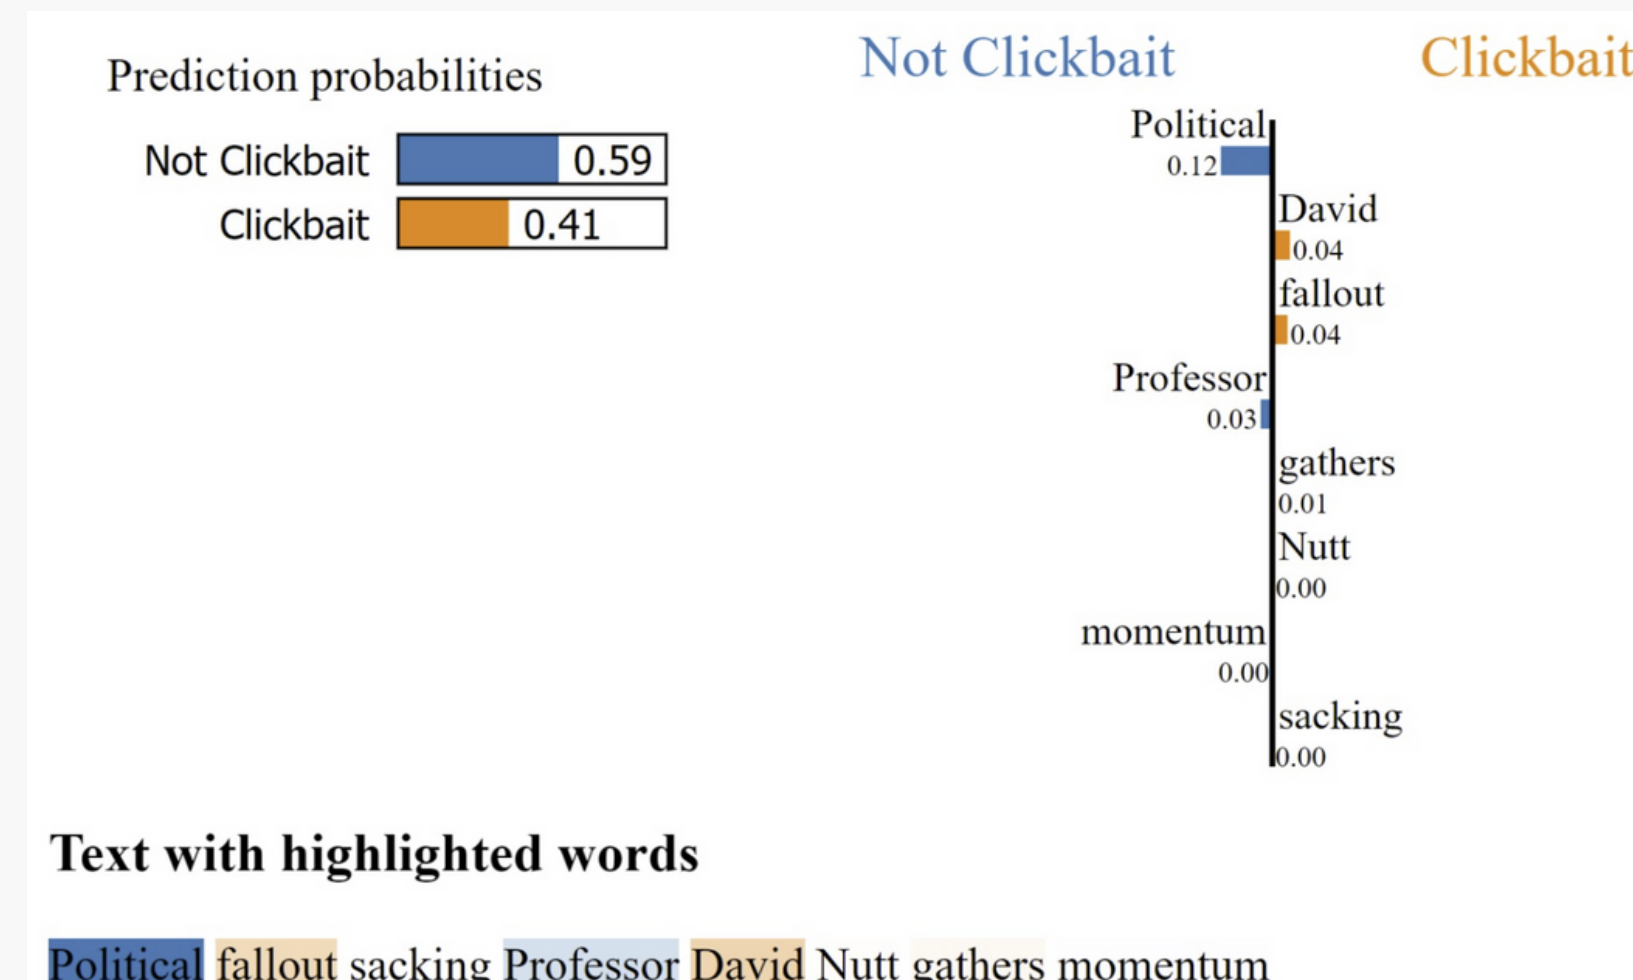 Prediction probabilities
Not Clickbait 0.59
Clickbait 0.41
Not Clickbait Clickbait
Political
0.12
David
0.04
fallout
0.04
Professor
0.03
gathers
0.01
Nutt
0.00
momentum
0.00
sacking
0.00
Text with highlighted words
Political fallout sacking Professor David Nutt gathers momentum